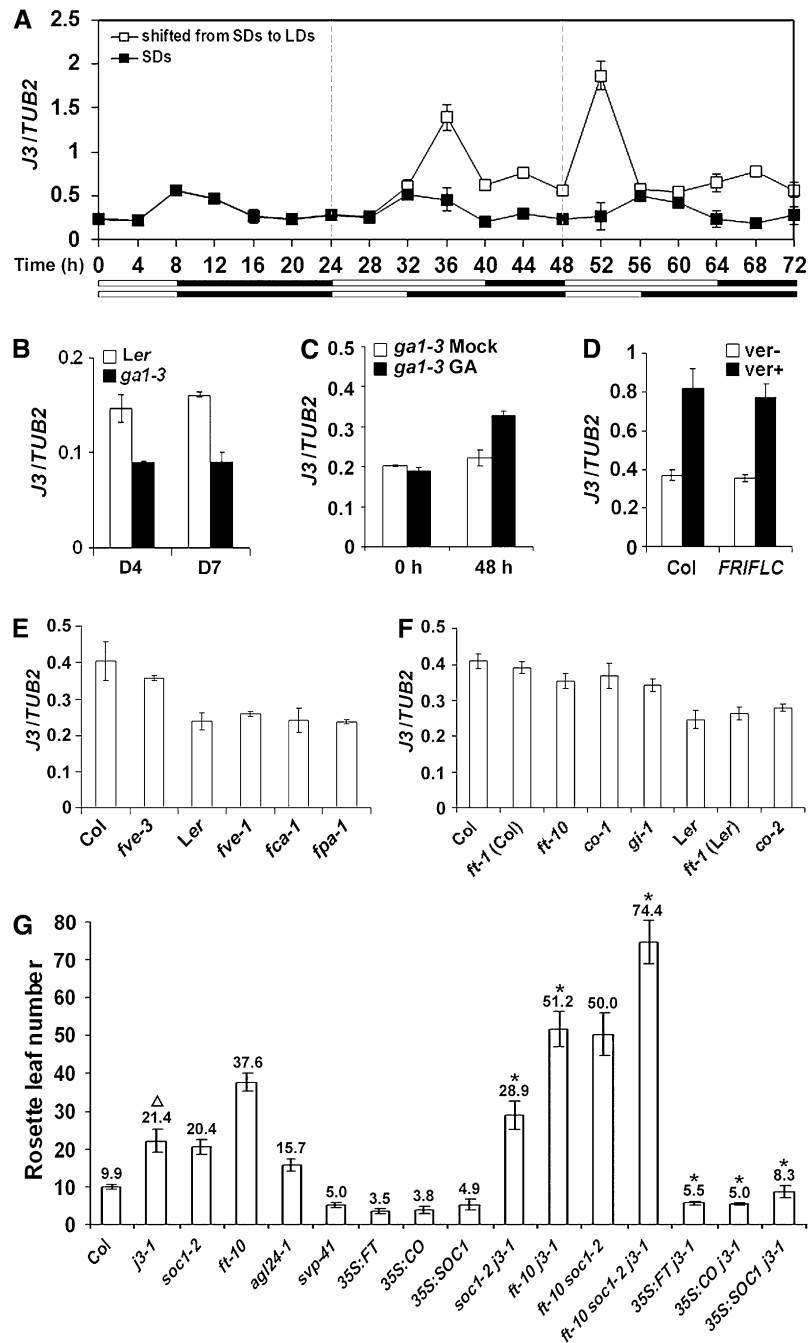 A
shifted from SDs to LDs
SDs
J3/TUB2
2.5
2
1.5
1
0.5
0
Time (h) 0 4 8 12 16 20 24 28 32 36 40 44 48 52 56 60 64 68 72
B
Ler
ga1-3
J3/TUB2
0.2
0.1
0
D4 D7
C
ga1-3 Mock
ga1-3 GA
J3/TUB2
0.5
0.4
0.3
0.2
0.1
0
0 h 48 h
D
ver-
ver+
J3/TUB2
1
0.8
0.6
0.4
0.2
0
Col FRIFLC
E
J3/TUB2
0.5
0.4
0.3
0.2
0.1
0
Col fve-3 Ler fve-1 fca-1 fpa-1
F
J3/TUB2
0.5
0.4
0.3
0.2
0.1
0
Col ft-1 (Col) ft-10 co-1 gi-1 Ler ft-1 (Ler) co-2
G
Rosette leaf number
80
70
60
50
40
30
20
10
0
9.9 △ 21.4 20.4 37.6 15.7 5.0 3.5 3.8 4.9 * 28.9 * 51.2 50.0 * 74.4 * 5.5 * 5.0 * 8.3
Col j3-1 soc1-2 ft-10 agl24-1 svp-41 35S:FT 35S:CO 35S:SOC1 soc1-2 j3-1 ft-10 j3-1 ft-10 soc1-2 ft-10 soc1-2 j3-1 35S:FT j3-1 35S:CO j3-1 35S:SOC1 j3-1